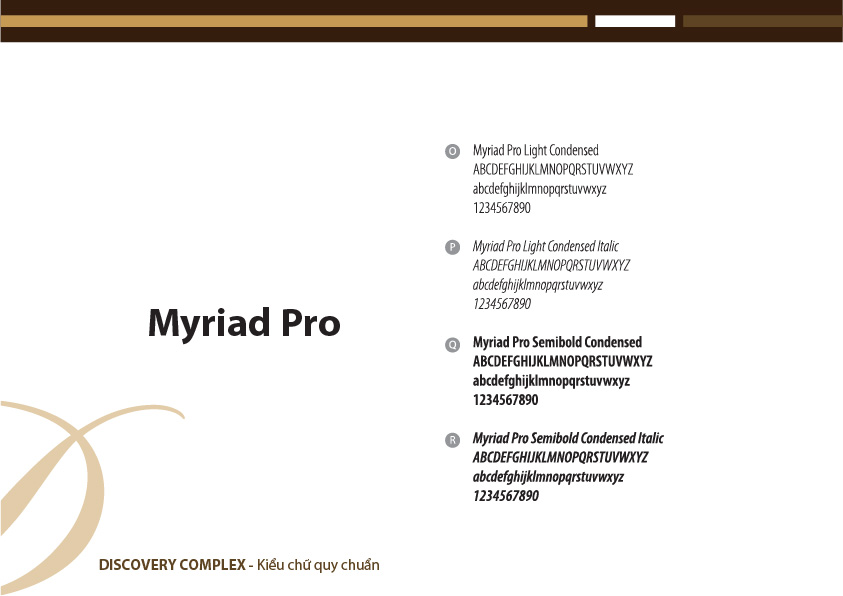 Myriad Pro
O
Myriad Pro Light Condensed
ABCDEFGHIJKLMNOPQRSTUVWXYZ
abcdefghijklmnopqrstuvwxyz
1234567890
P
Myriad Pro Light Condensed Italic
ABCDEFGHIJKLMNOPQRSTUVWXYZ
abcdefghijklmnopqrstuvwxyz
1234567890
Q
Myriad Pro Semibold Condensed
ABCDEFGHIJKLMNOPQRSTUVWXYZ
abcdefghijklmnopqrstuvwxyz
1234567890
R
Myriad Pro Semibold Condensed Italic
ABCDEFGHIJKLMNOPQRSTUVWXYZ
abcdefghijklmnopqrstuvwxyz
1234567890
DISCOVERY COMPLEX - Kiểu chữ quy chuẩn